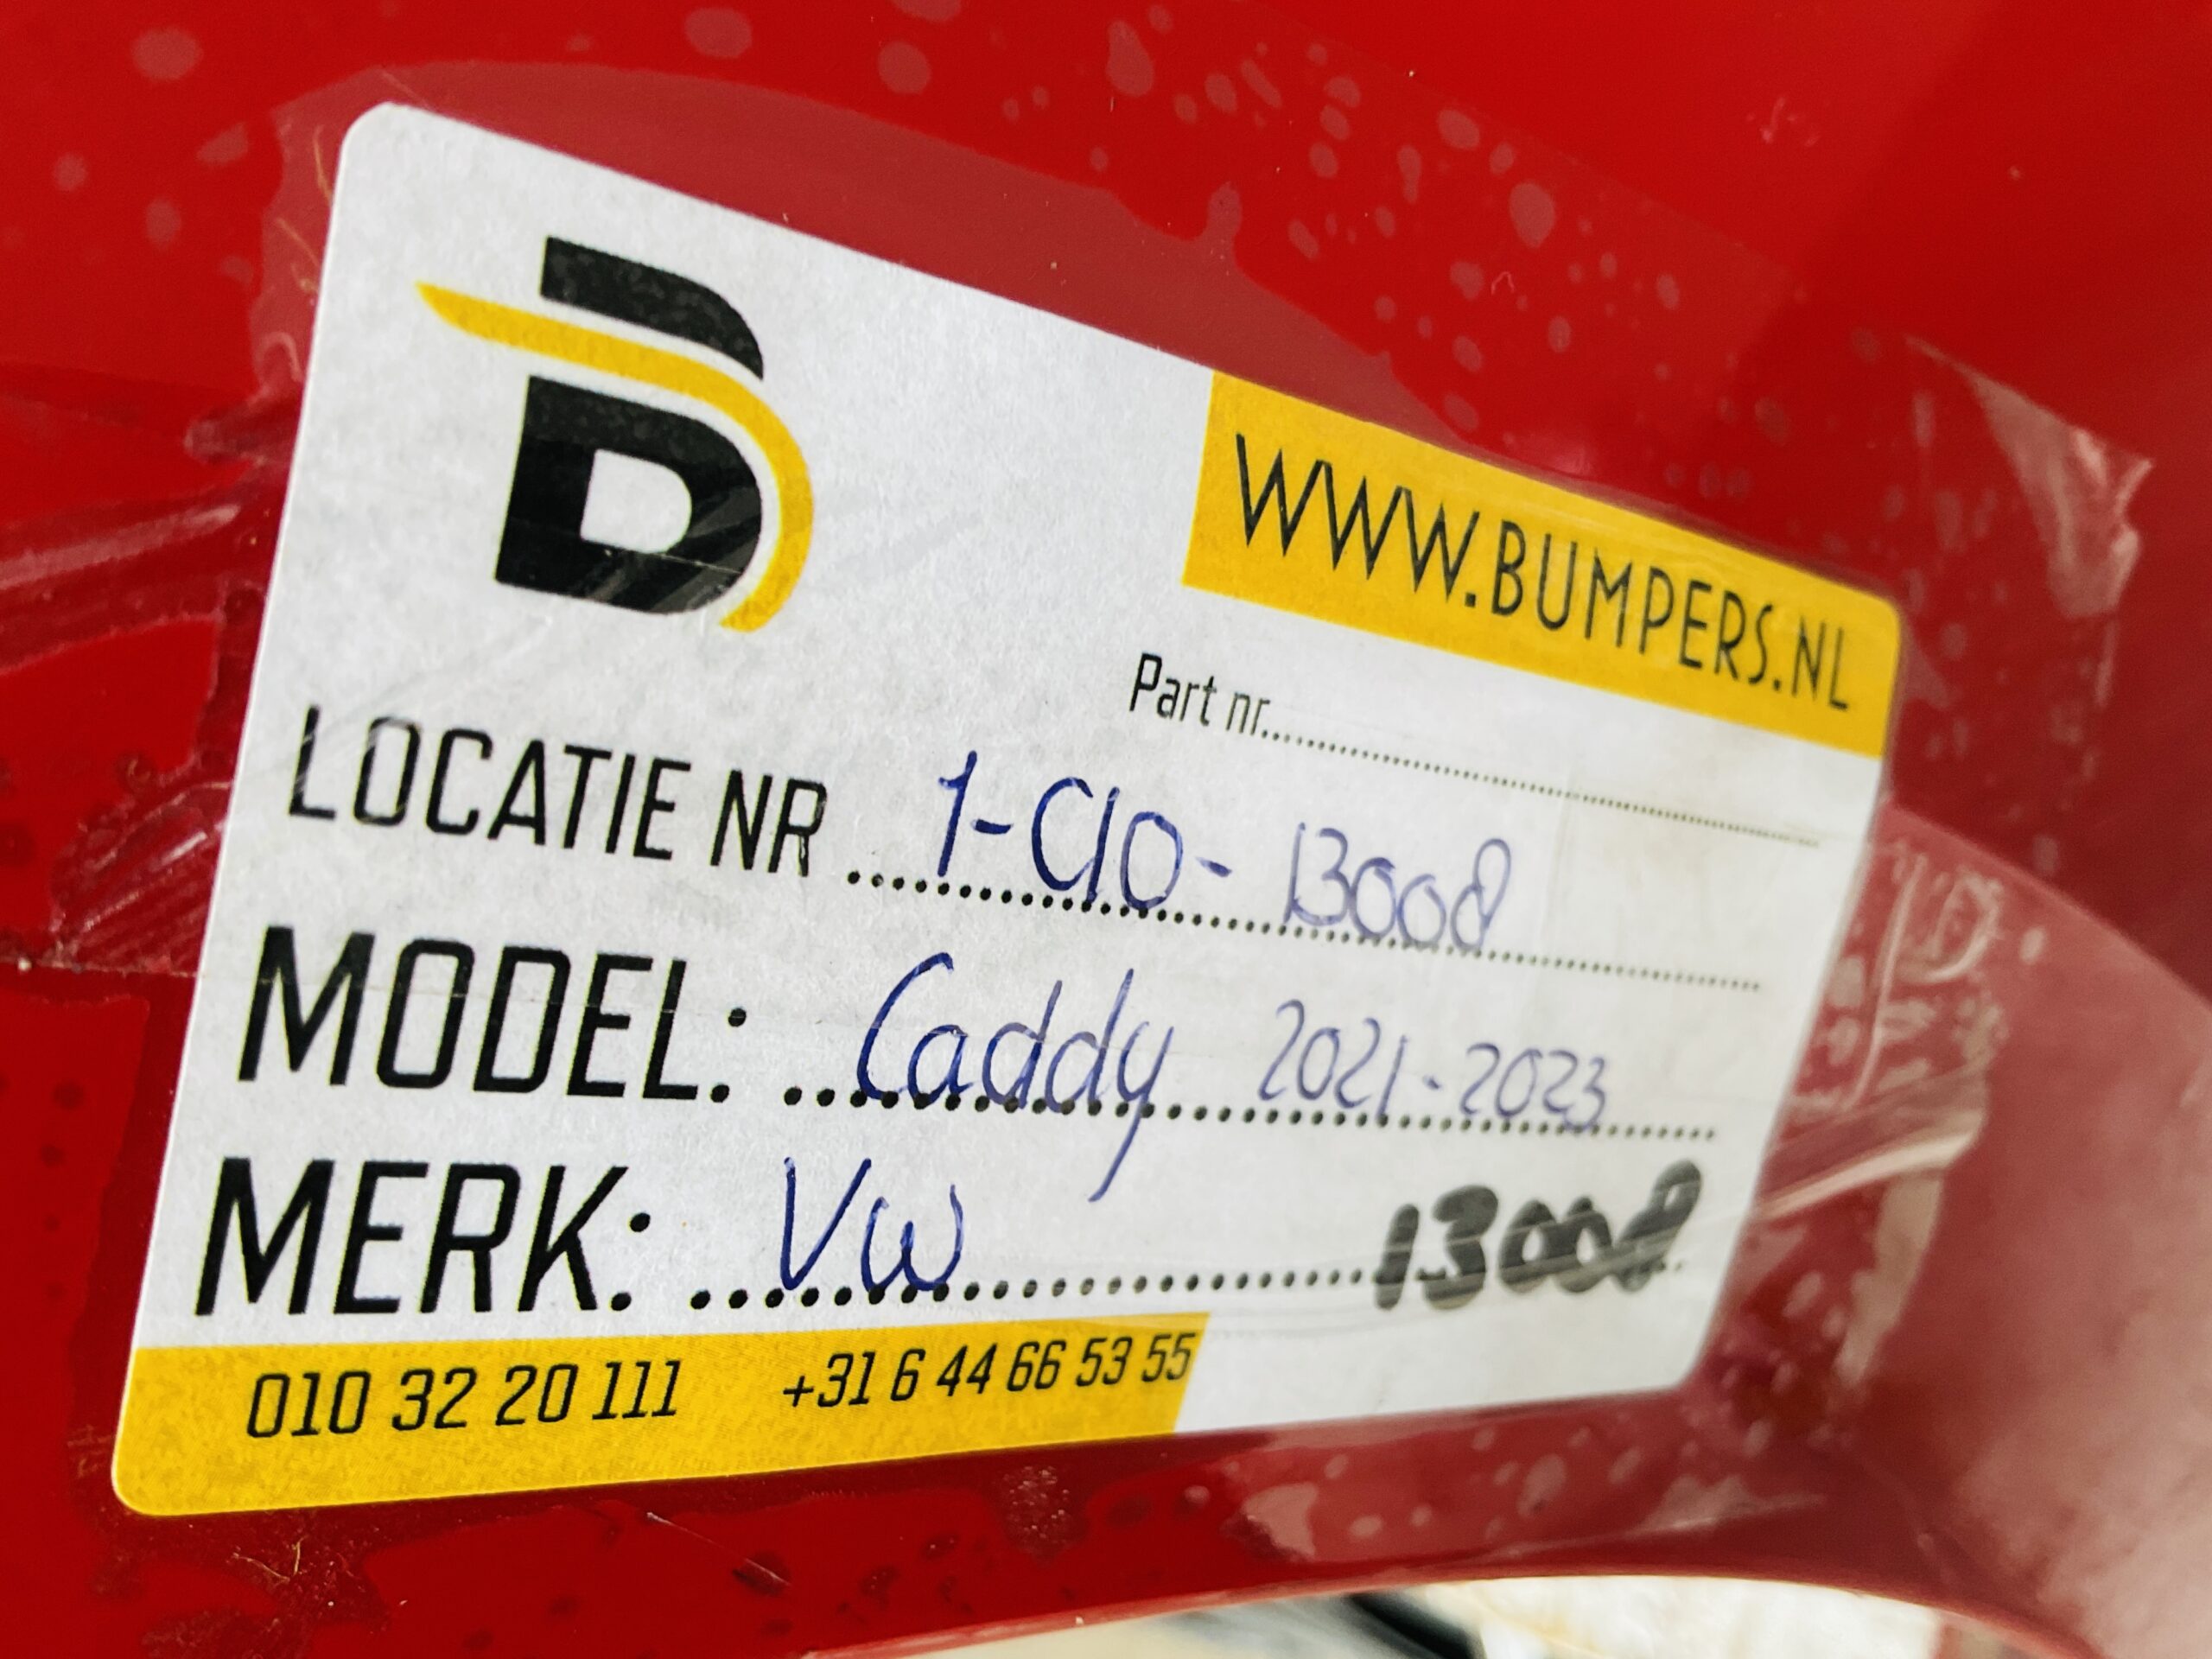 B
WWW.BUMPERS.NL
Part nr.....
LOCATIE NR ... 1-C10- 13008
MODEL: ... Caddy 2021-2023
MERK: ... VW 13008
010 32 20 111 +31 6 44 66 53 55